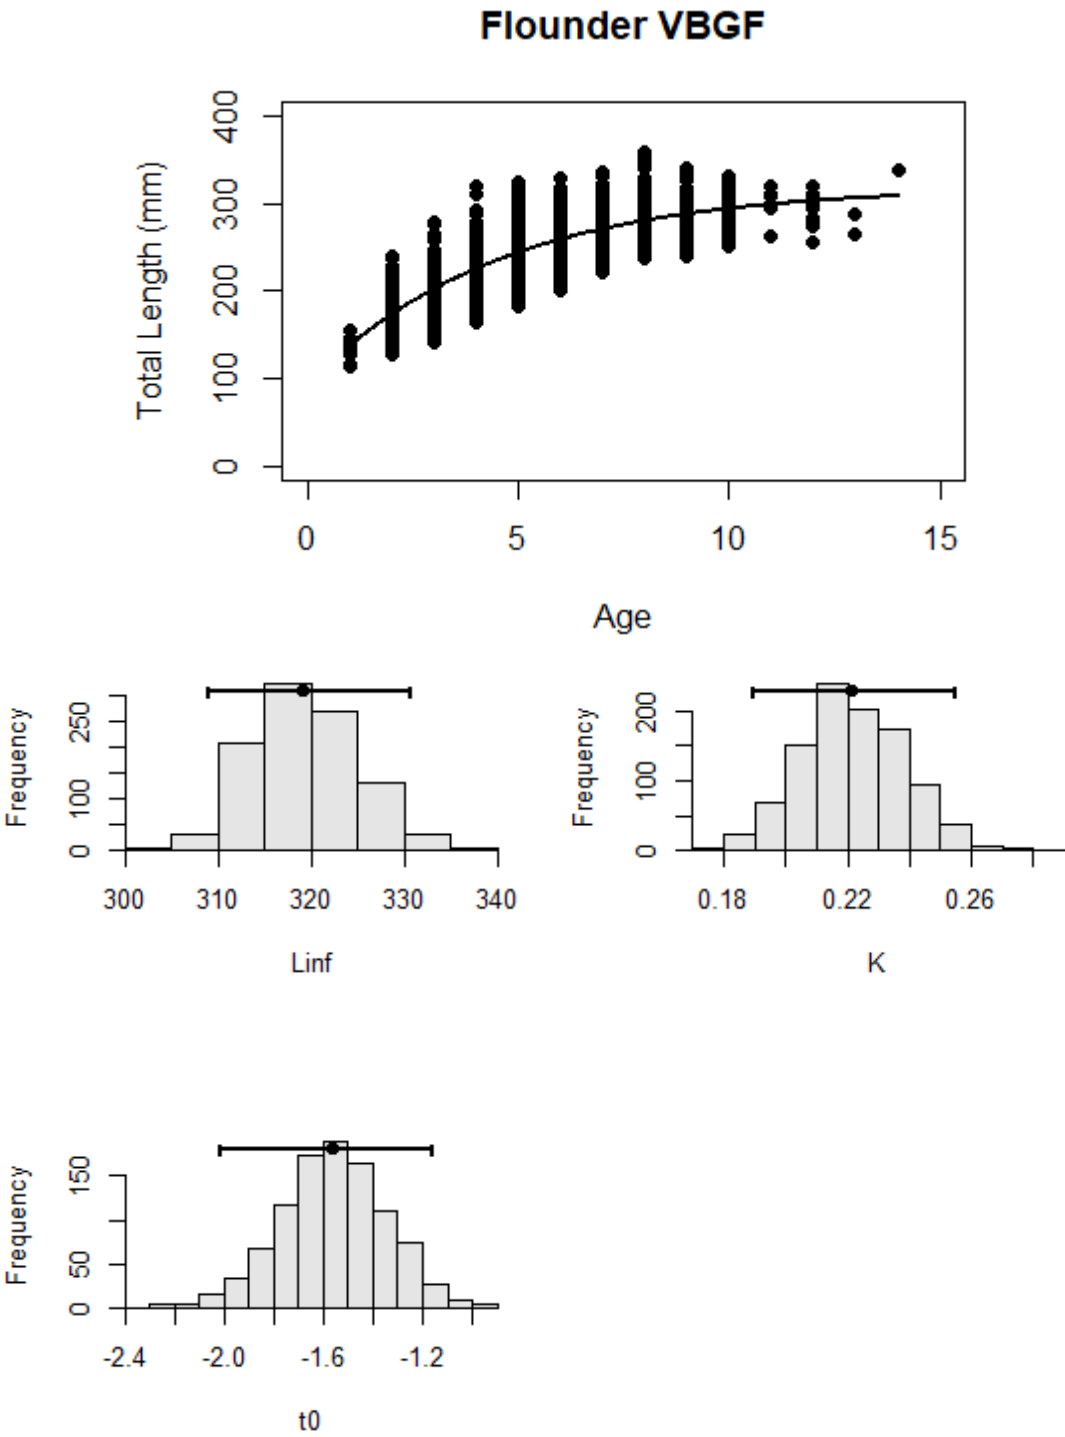 Flounder VBGF
Total Length (mm)
400
300
200
100
0
0 5 10 15
Age
Frequency
250
100
0
300 310 320 330 340
Linf
Frequency
200
100
0
0.18 0.22 0.26
K
Frequency
150
50
0
-2.4 -2.0 -1.6 -1.2
t0